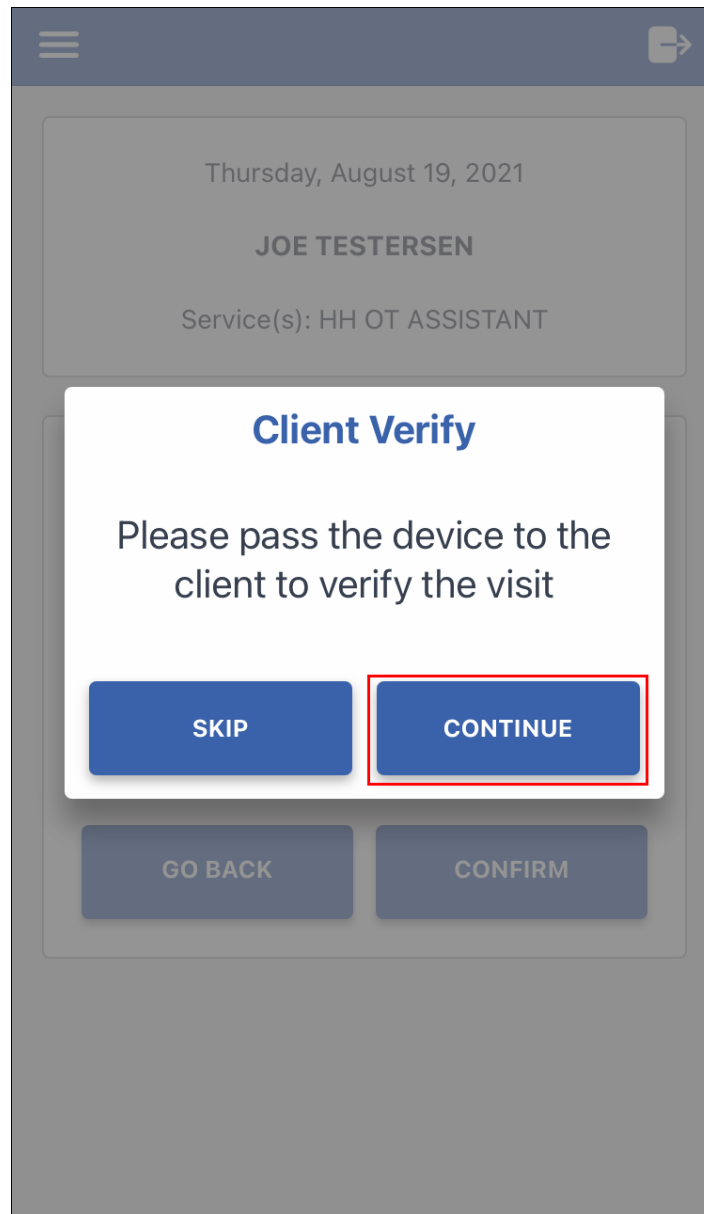 Thursday, August 19, 2021
JOE TESTERSEN
Service(s): HH OT ASSISTANT
Client Verify
Please pass the device to the
client to verify the visit
SKIP
CONTINUE
GO BACK
CONFIRM